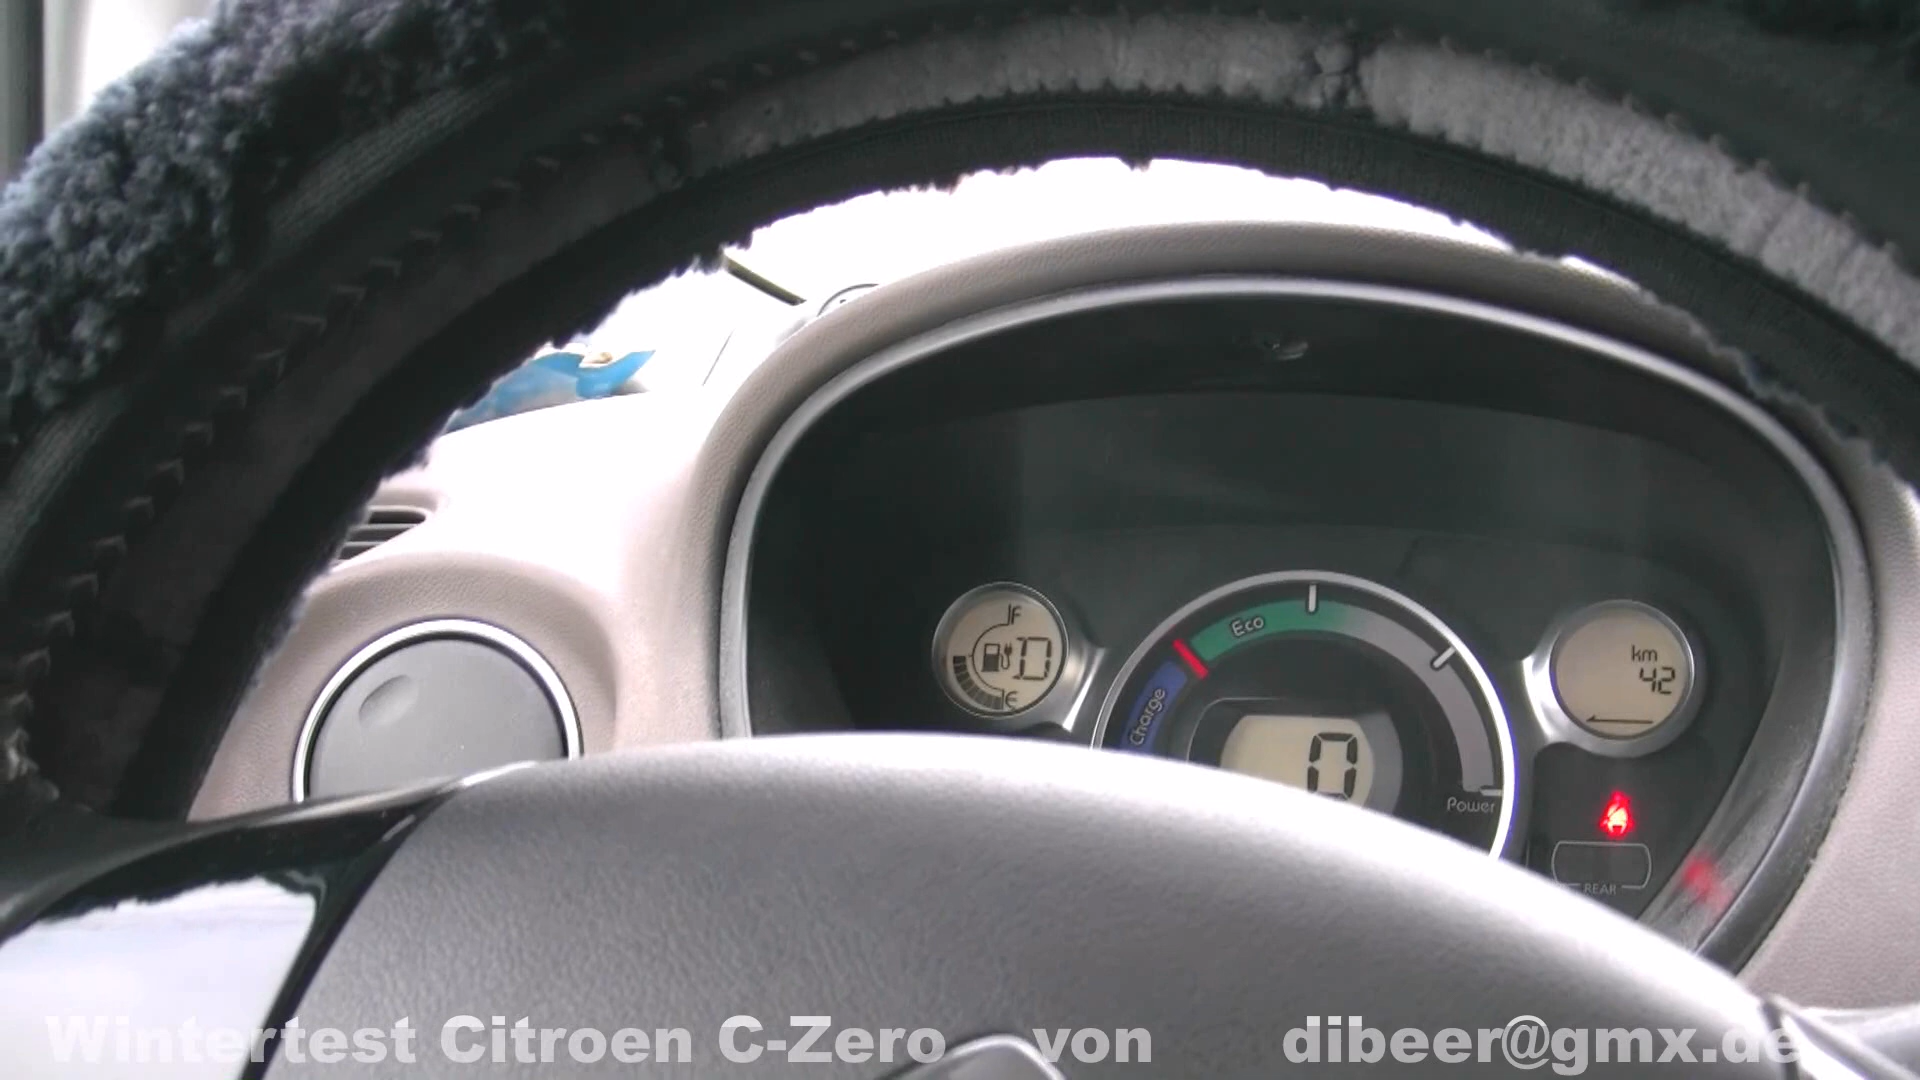 F
D
E
Eco
Charge
0
Power
km
42
REAR
Wintertest Citroen C-Zero von dibeer@gmx.de